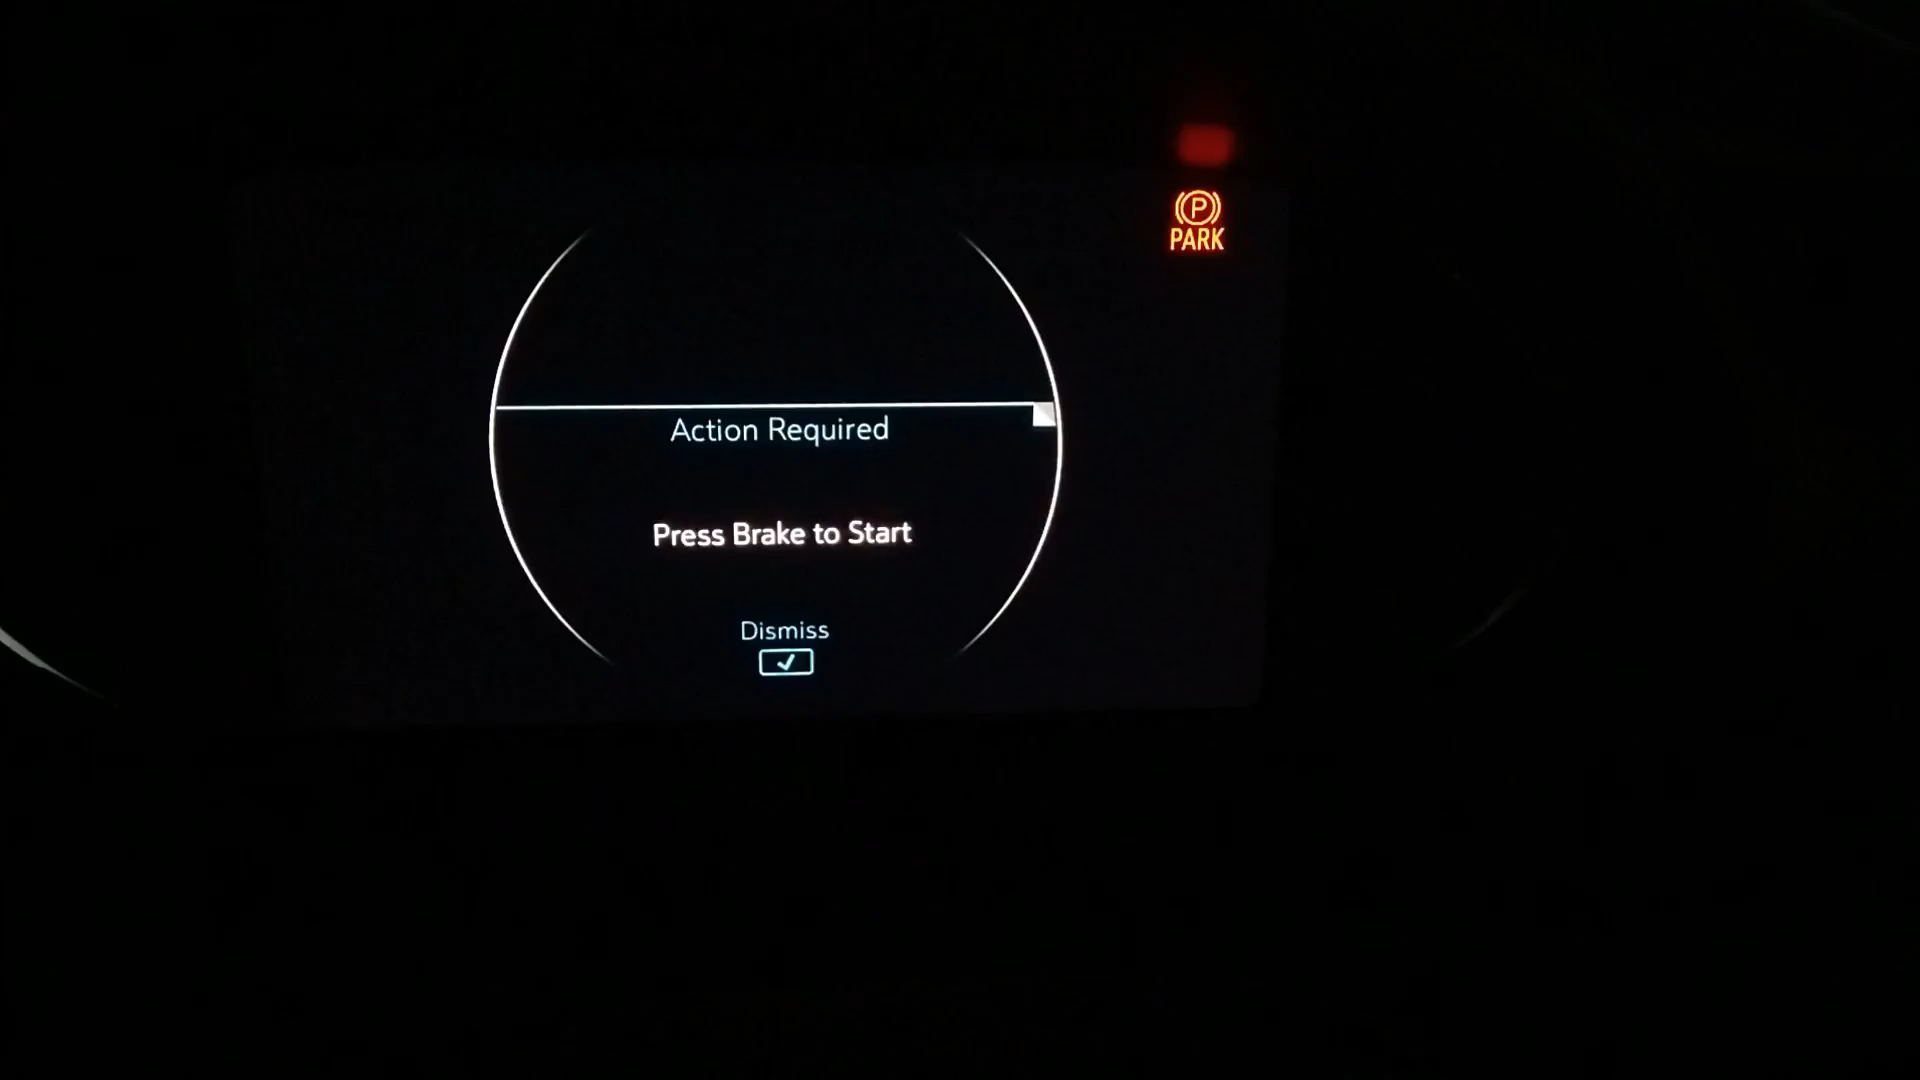 P
PARK
Action Required
Press Brake to Start
Dismiss